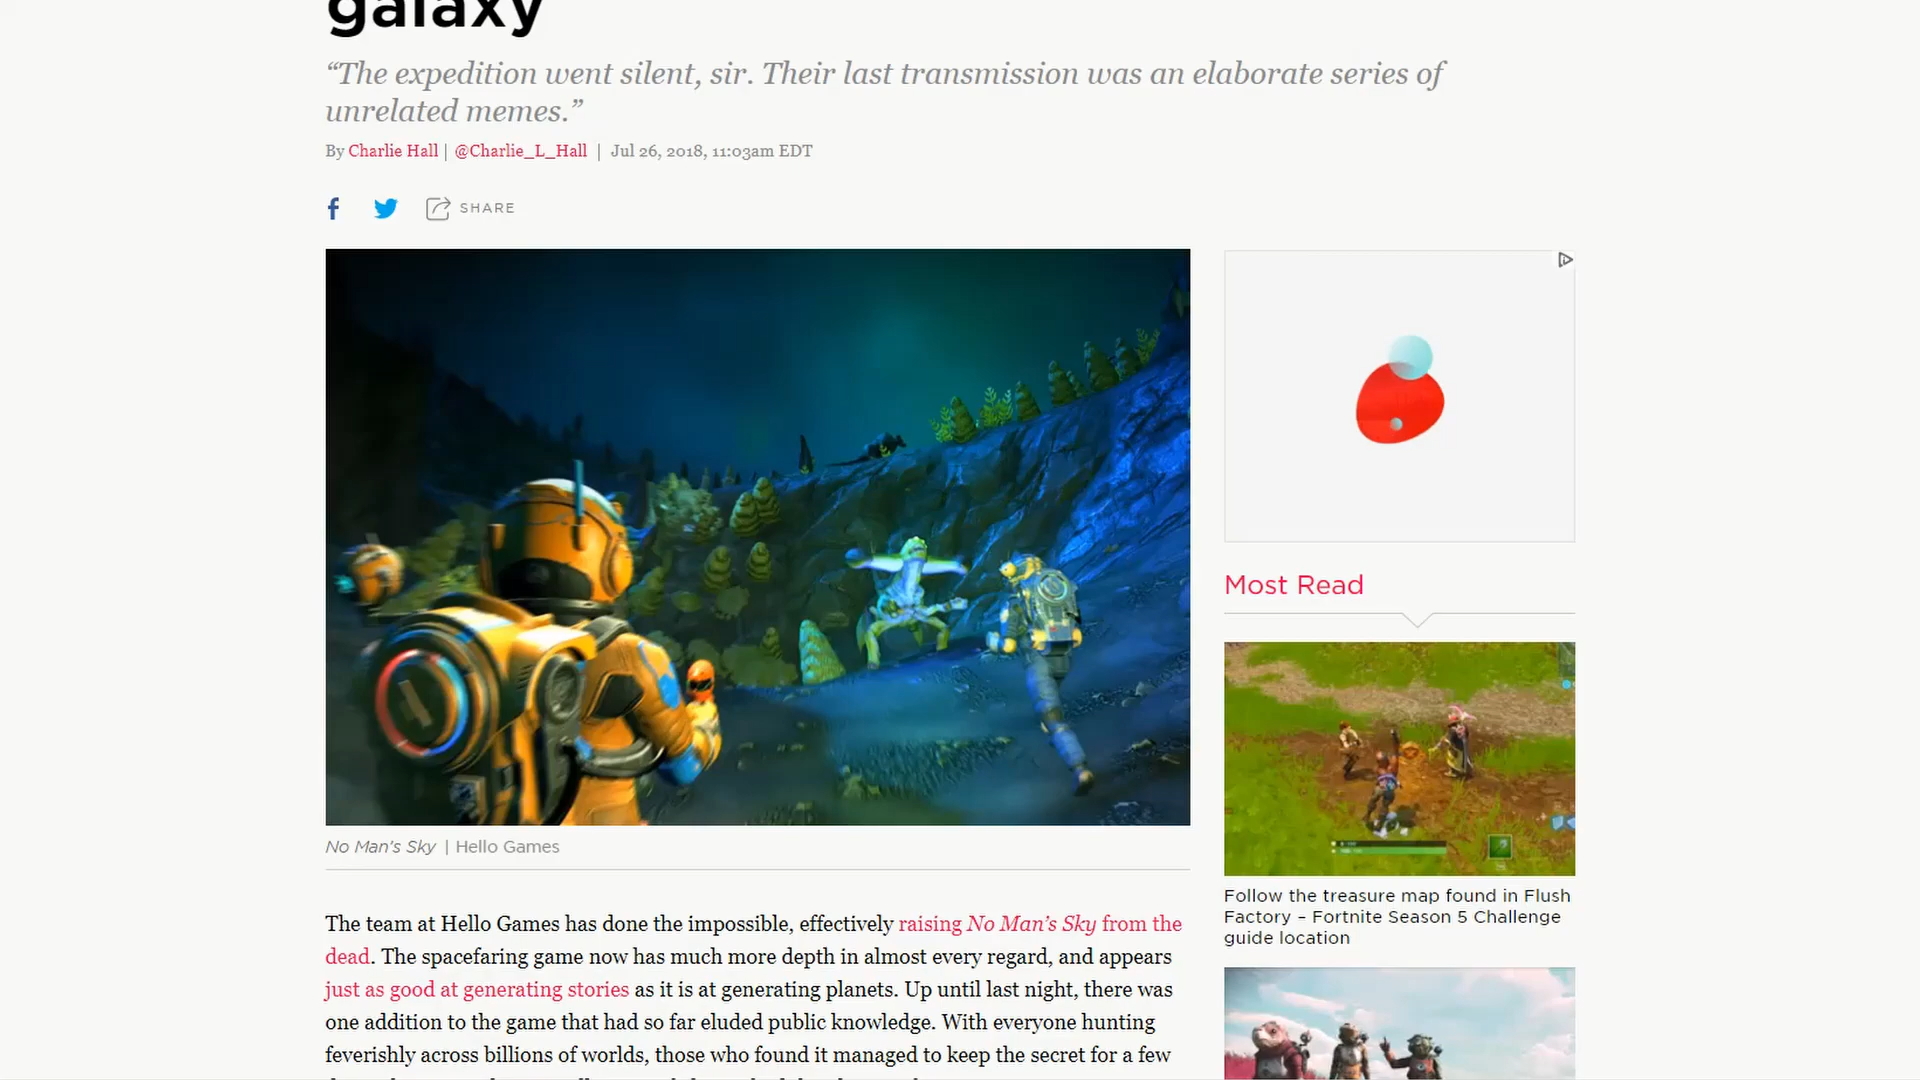 galaxy
“The expedition went silent, sir. Their last transmission was an elaborate series of
unrelated memes.”
By Charlie Hall | @Charlie_L_Hall | Jul 26, 2018, 11:03am EDT
SHARE
No Man’s Sky | Hello Games
The team at Hello Games has done the impossible, effectively raising No Man’s Sky from the
dead. The spacefaring game now has much more depth in almost every regard, and appears
just as good at generating stories as it is at generating planets. Up until last night, there was
one addition to the game that had so far eluded public knowledge. With everyone hunting
feverishly across billions of worlds, those who found it managed to keep the secret for a few
Most Read
Follow the treasure map found in Flush
Factory – Fortnite Season 5 Challenge
guide location